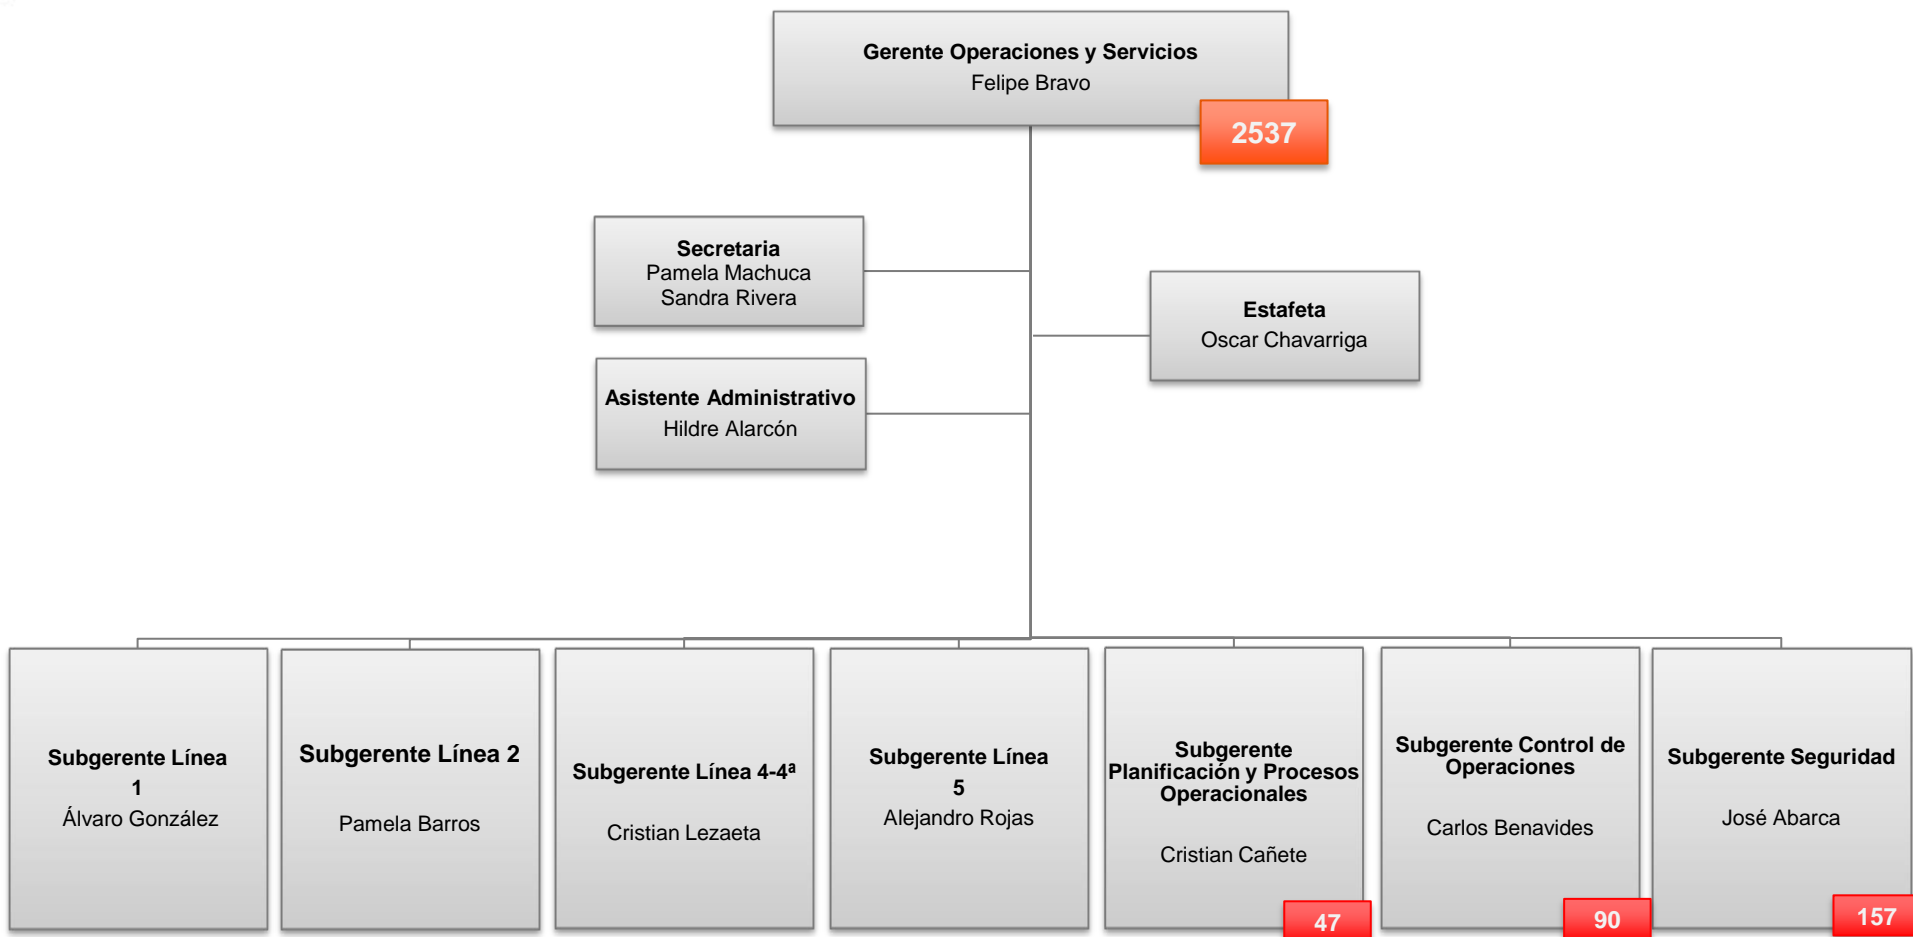 Gerente Operaciones y Servicios
Felipe Bravo
2537
Secretaria
Pamela Machuca
Sandra Rivera
Estafeta
Oscar Chavarriga
Asistente Administrativo
Hildre Alarcón
Subgerente Línea
1
Álvaro González
Subgerente Línea 2
Pamela Barros
Subgerente Línea 4-4ª
Cristian Lezaeta
Subgerente Línea
5
Alejandro Rojas
Subgerente
Planificación y Procesos
Operacionales
Cristian Cañete
47
Subgerente Control de
Operaciones
Carlos Benavides
90
Subgerente Seguridad
José Abarca
157